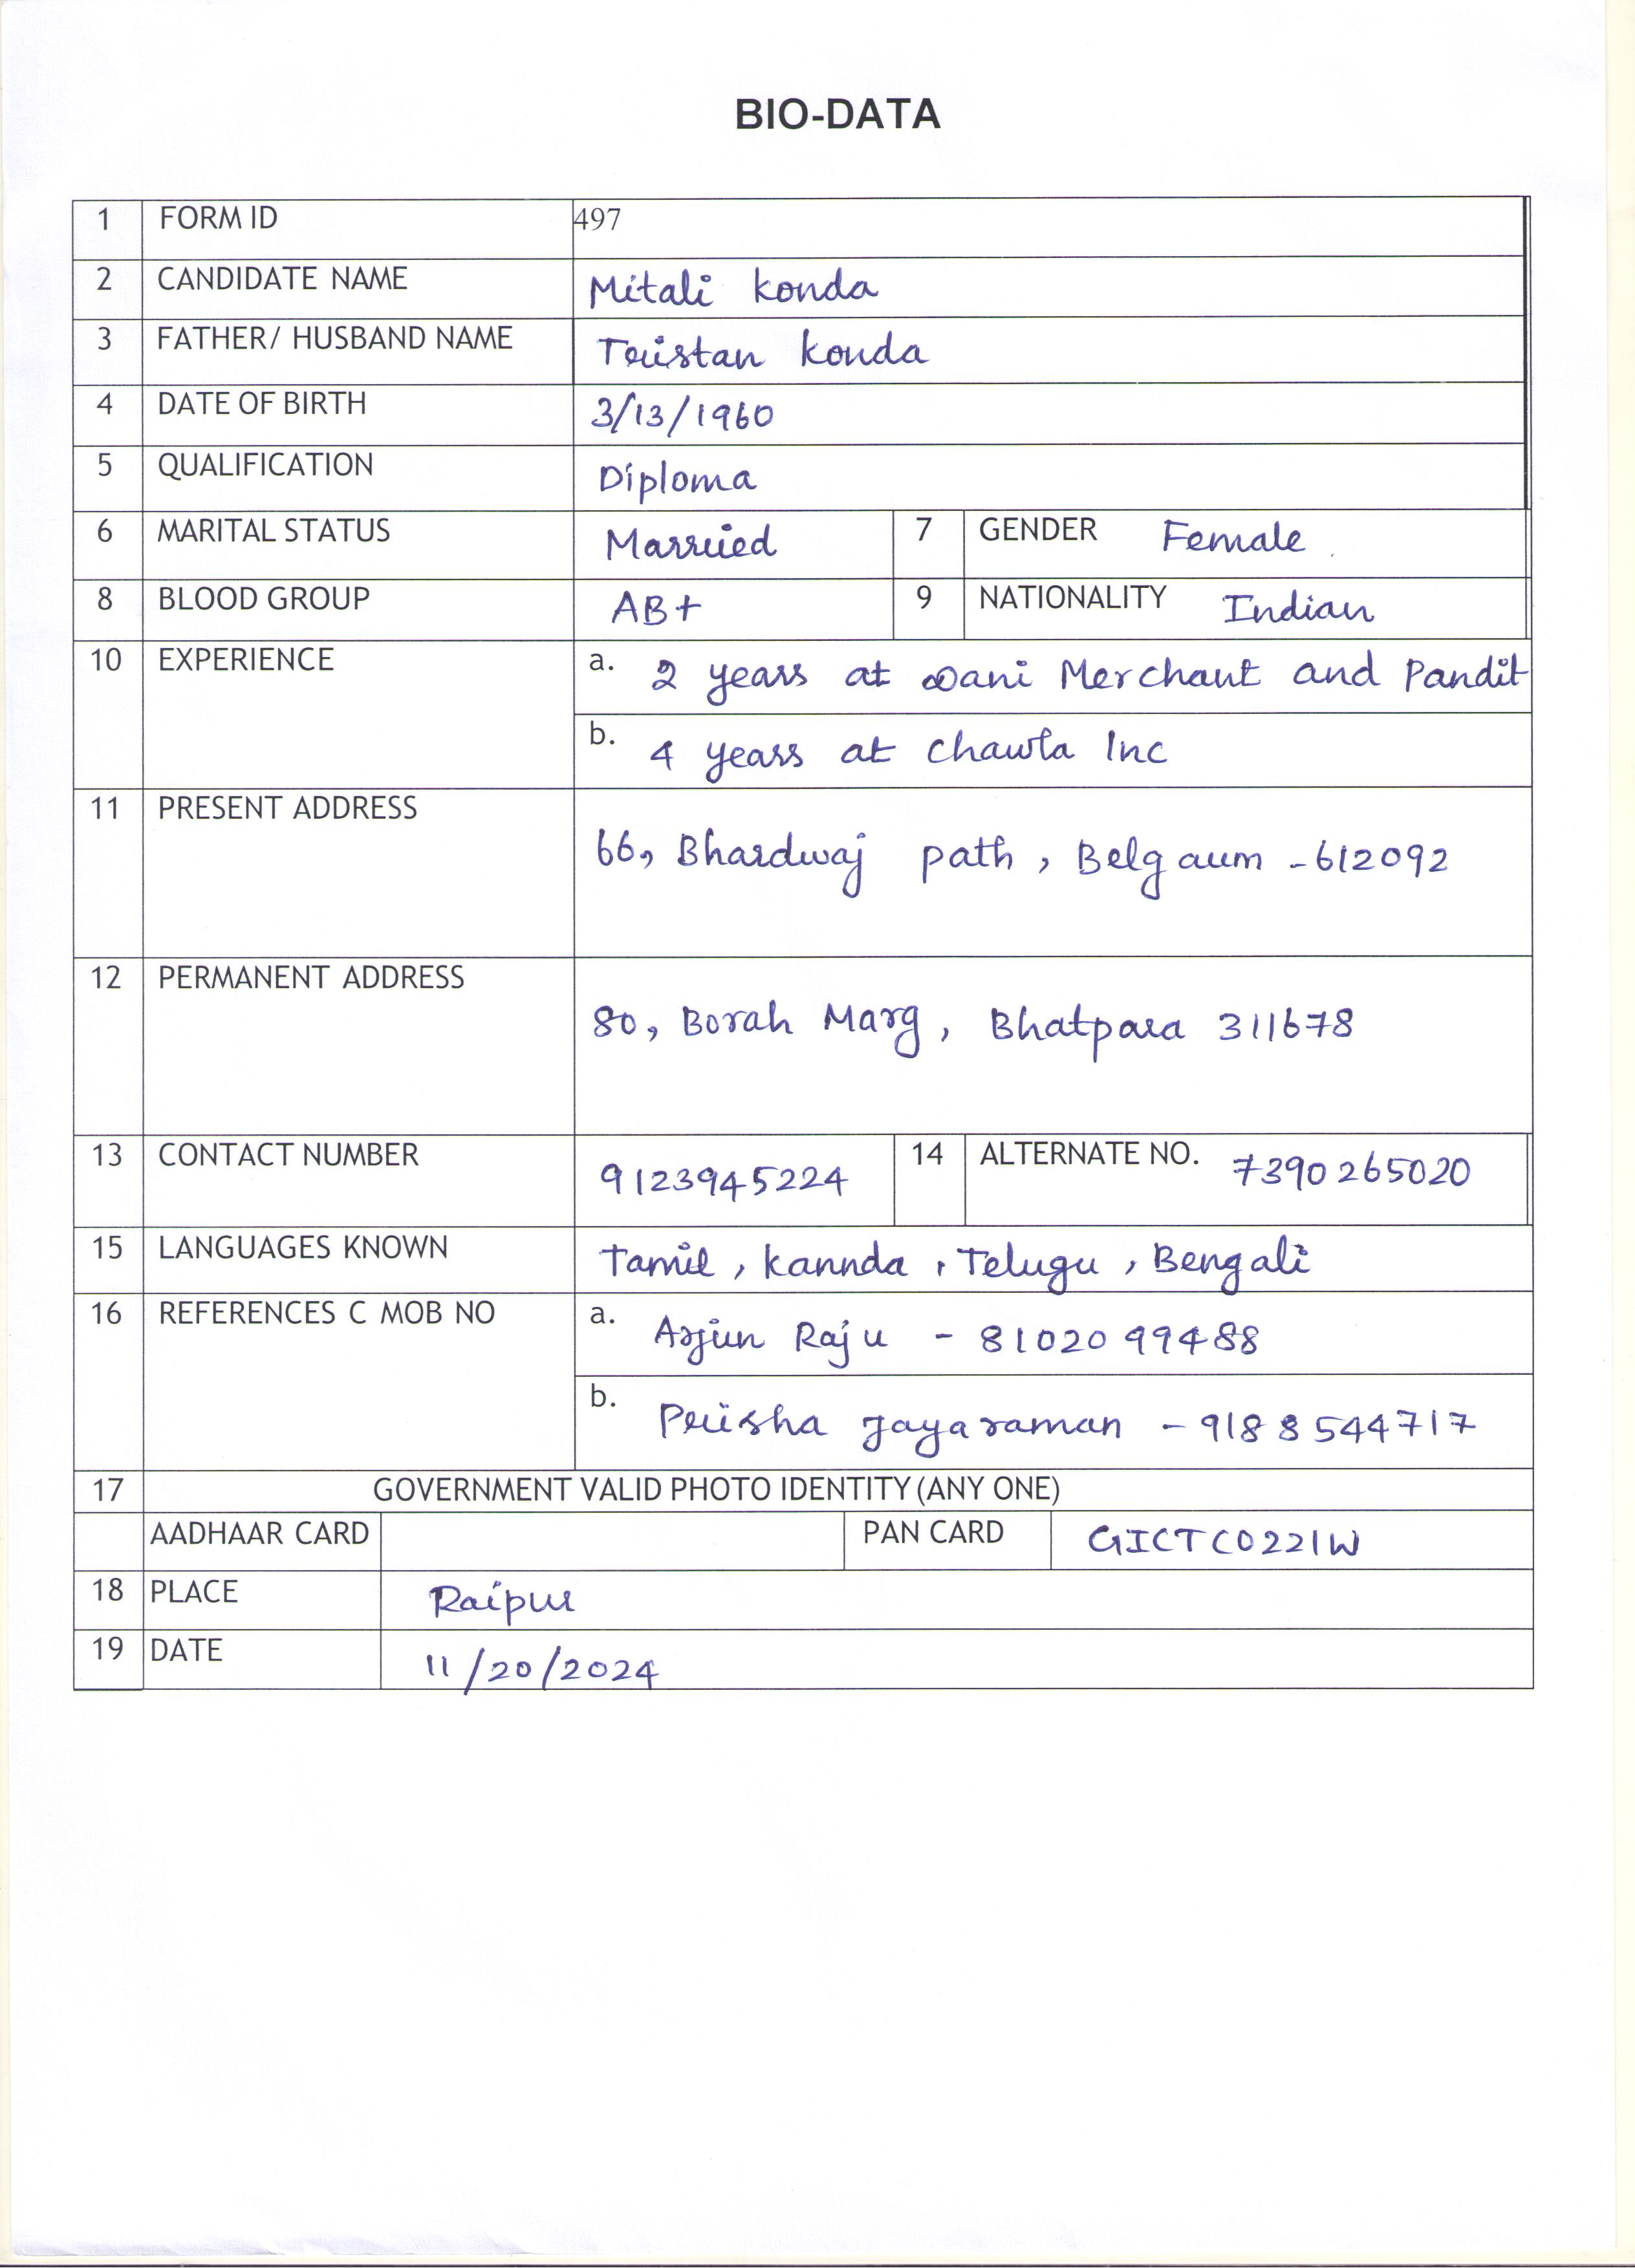 BIO-DATA
1 FORM ID 497
2 CANDIDATE NAME Mitali Konda
3 FATHER/ HUSBAND NAME Tristan Konda
4 DATE OF BIRTH 3/13/1960
5 QUALIFICATION Diploma
6 MARITAL STATUS Married 7 GENDER Female
8 BLOOD GROUP AB+ 9 NATIONALITY Indian
10 EXPERIENCE a. 2 years at Wani Merchant and Pandit
b. 4 years at Chawla Inc
11 PRESENT ADDRESS
66, Bhardwaj path, Belgaum -612092
12 PERMANENT ADDRESS
80, Borah Marg, Bhatpara 311678
13 CONTACT NUMBER 9123945224 14 ALTERNATE NO. 7390265020
15 LANGUAGES KNOWN Tamil, Kannda, Telugu, Bengali
16 REFERENCES C MOB NO a. Arjun Raju - 8102099488
b. Prisha Jayaraman - 9188544717
17 GOVERNMENT VALID PHOTO IDENTITY (ANY ONE)
AADHAAR CARD PAN CARD GICTC0221W
18 PLACE Raipur
19 DATE 11/20/2024